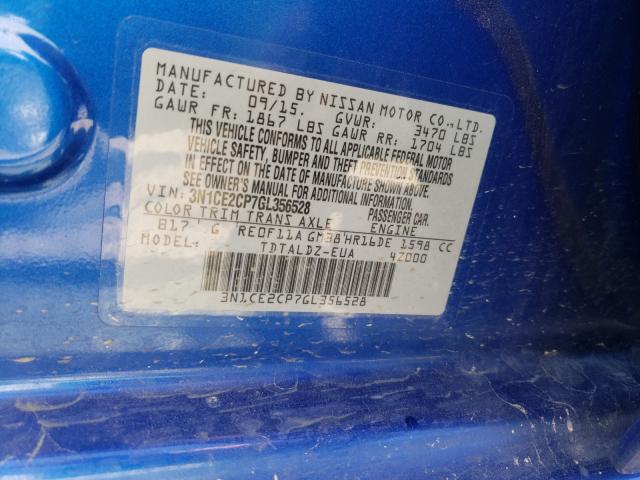 MANUFACTURED BY NISSAN MOTOR CO.,LTD.
DATE: 09/15. GVWR: 3470 LBS
GAWR FR: 1867 LBS GAWR RR: 1704 LBS
THIS VEHICLE CONFORMS TO ALL APPLICABLE FEDERAL MOTOR
VEHICLE SAFETY, BUMPER AND THEFT PREVENTION STANDARDS
IN EFFECT ON THE DATE OF MANUFACTURE SHOWN ABOVE.
SEE OWNER'S MANUAL FOR ADDITIONAL INFORMATION.
VIN: 3N1CE2CP7GL356528 PASSENGER CAR.
COLOR TRIM TRANS AXLE ENGINE
B17 G RE0F11A GM38 HR16DE 1598 CC
MODEL: TDTALDZ-EUA 4Z000
3N1CE2CP7GL356528